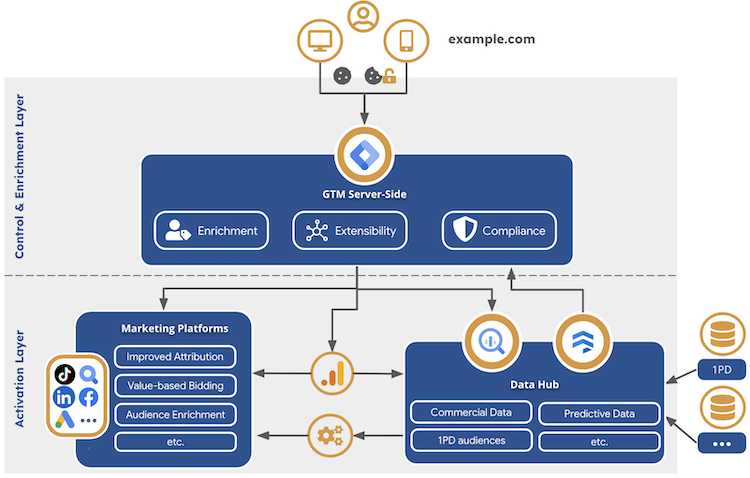 example.com
Control & Enrichment Layer
GTM Server-Side
Enrichment
Extensibility
Compliance
Activation Layer
Marketing Platforms
Improved Attribution
Value-based Bidding
Audience Enrichment
etc.
in
Data Hub
Commercial Data
Predictive Data
1PD audiences
etc.
1PD